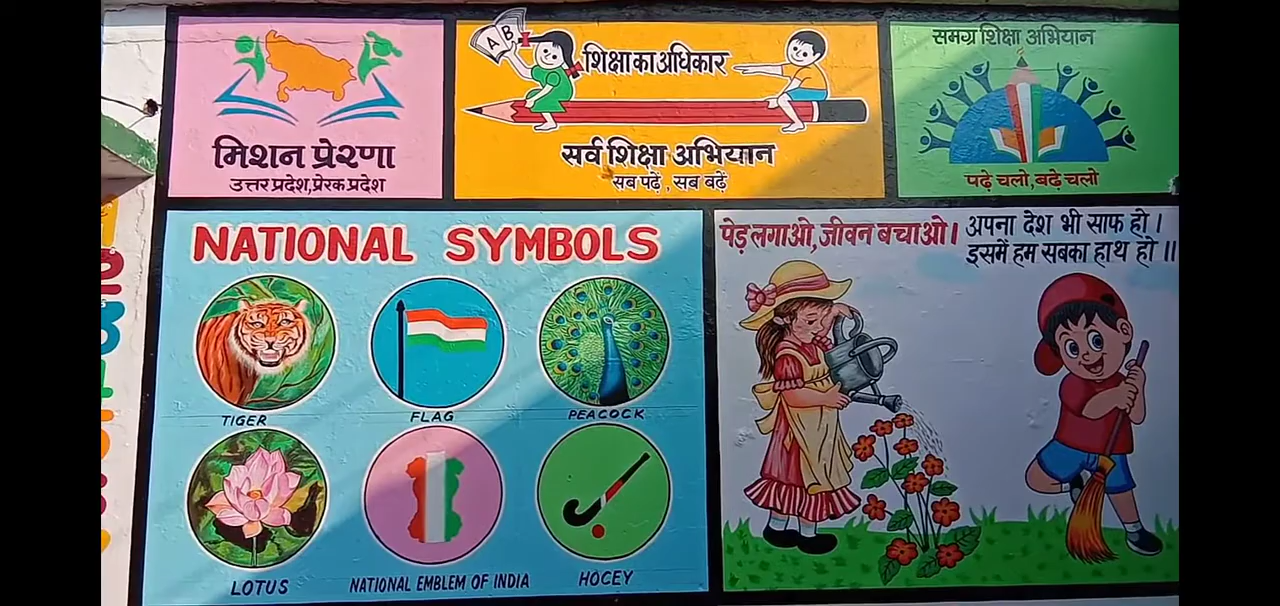 मिशन प्रेरणा
उत्तर प्रदेश, प्रेरक प्रदेश
A B
शिक्षा का अधिकार
सर्व शिक्षा अभियान
सब पढ़ें, सब बढ़ें
समग्र शिक्षा अभियान
पढ़े चलो, बढ़े चलो
NATIONAL SYMBOLS
TIGER
FLAG
PEACOCK
LOTUS
NATIONAL EMBLEM OF INDIA
HOCEY
पेड़ लगाओ, जीवन बचाओ।
अपना देश भी साफ हो।
इसमें हम सबका हाथ हो॥